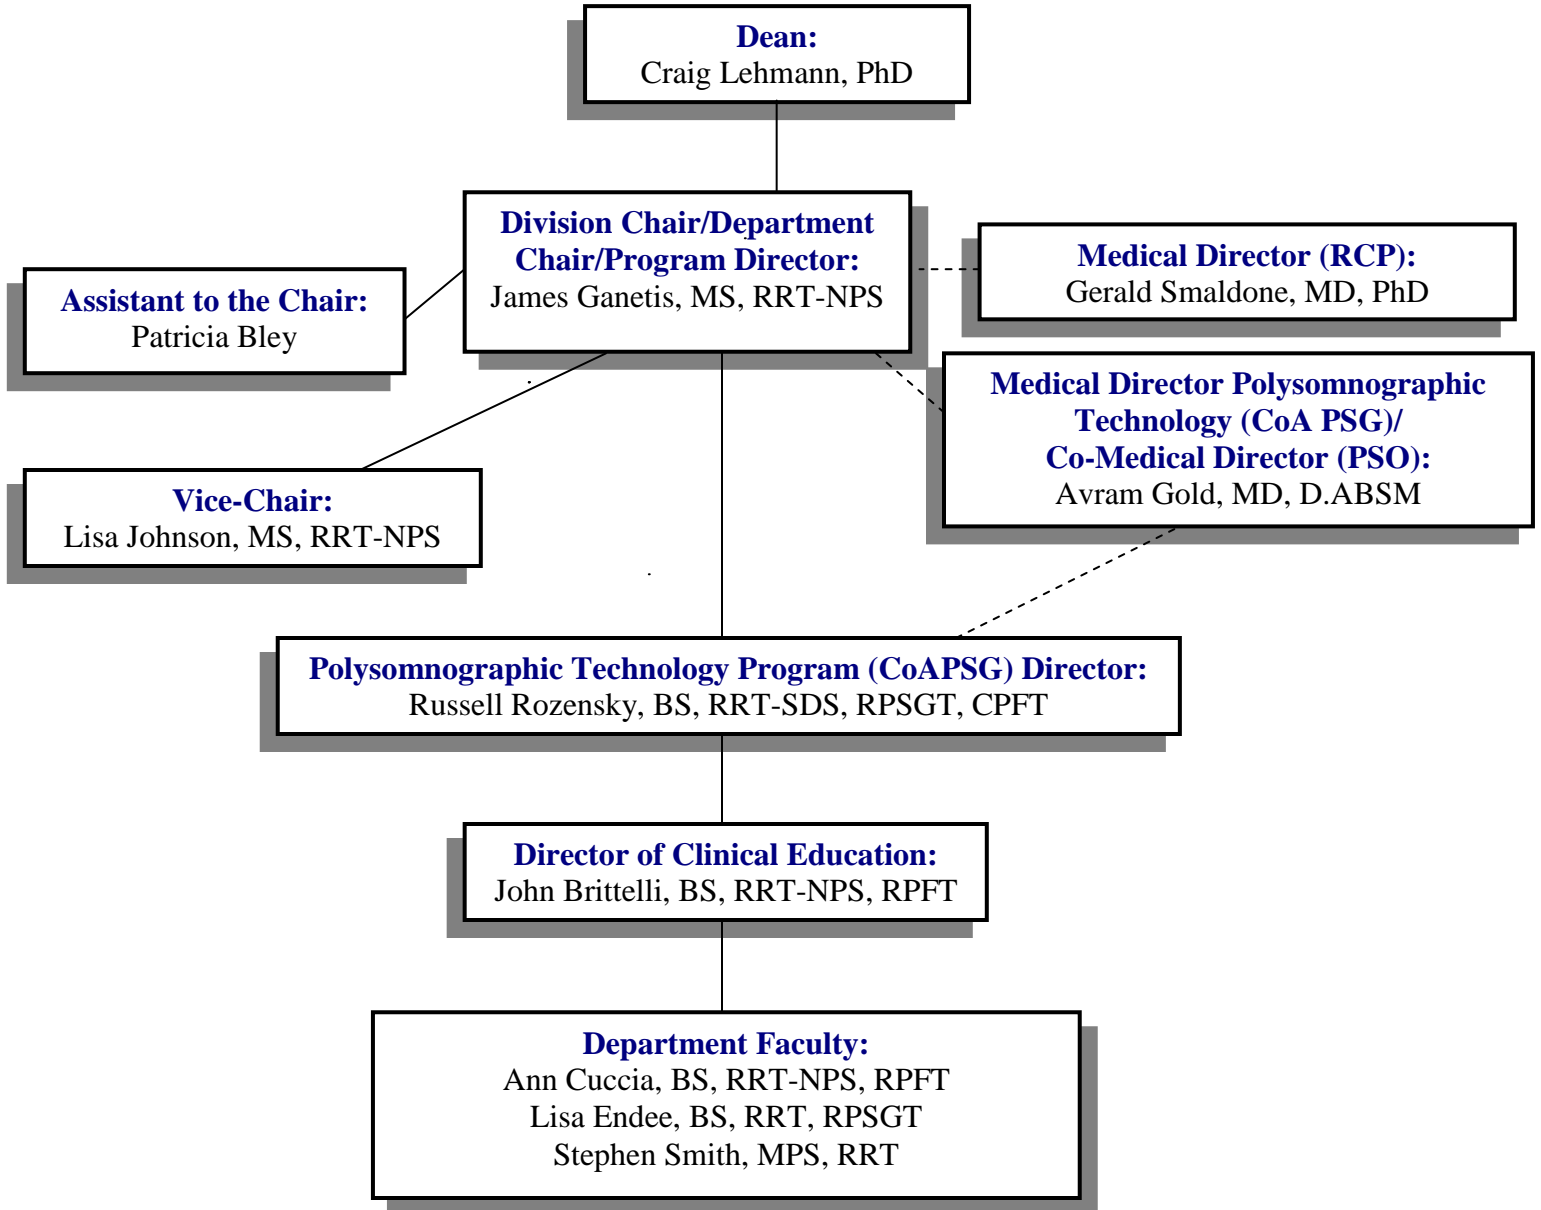 Dean:
Craig Lehmann, PhD
Division Chair/Department
Chair/Program Director:
James Ganetis, MS, RRT-NPS
Medical Director (RCP):
Gerald Smaldone, MD, PhD
Assistant to the Chair:
Patricia Bley
Medical Director Polysomnographic
Technology (CoA PSG)/
Co-Medical Director (PSO):
Avram Gold, MD, D.ABSM
Vice-Chair:
Lisa Johnson, MS, RRT-NPS
Polysomnographic Technology Program (CoAPSG) Director:
Russell Rozensky, BS, RRT-SDS, RPSGT, CPFT
Director of Clinical Education:
John Brittelli, BS, RRT-NPS, RPFT
Department Faculty:
Ann Cuccia, BS, RRT-NPS, RPFT
Lisa Endee, BS, RRT, RPSGT
Stephen Smith, MPS, RRT